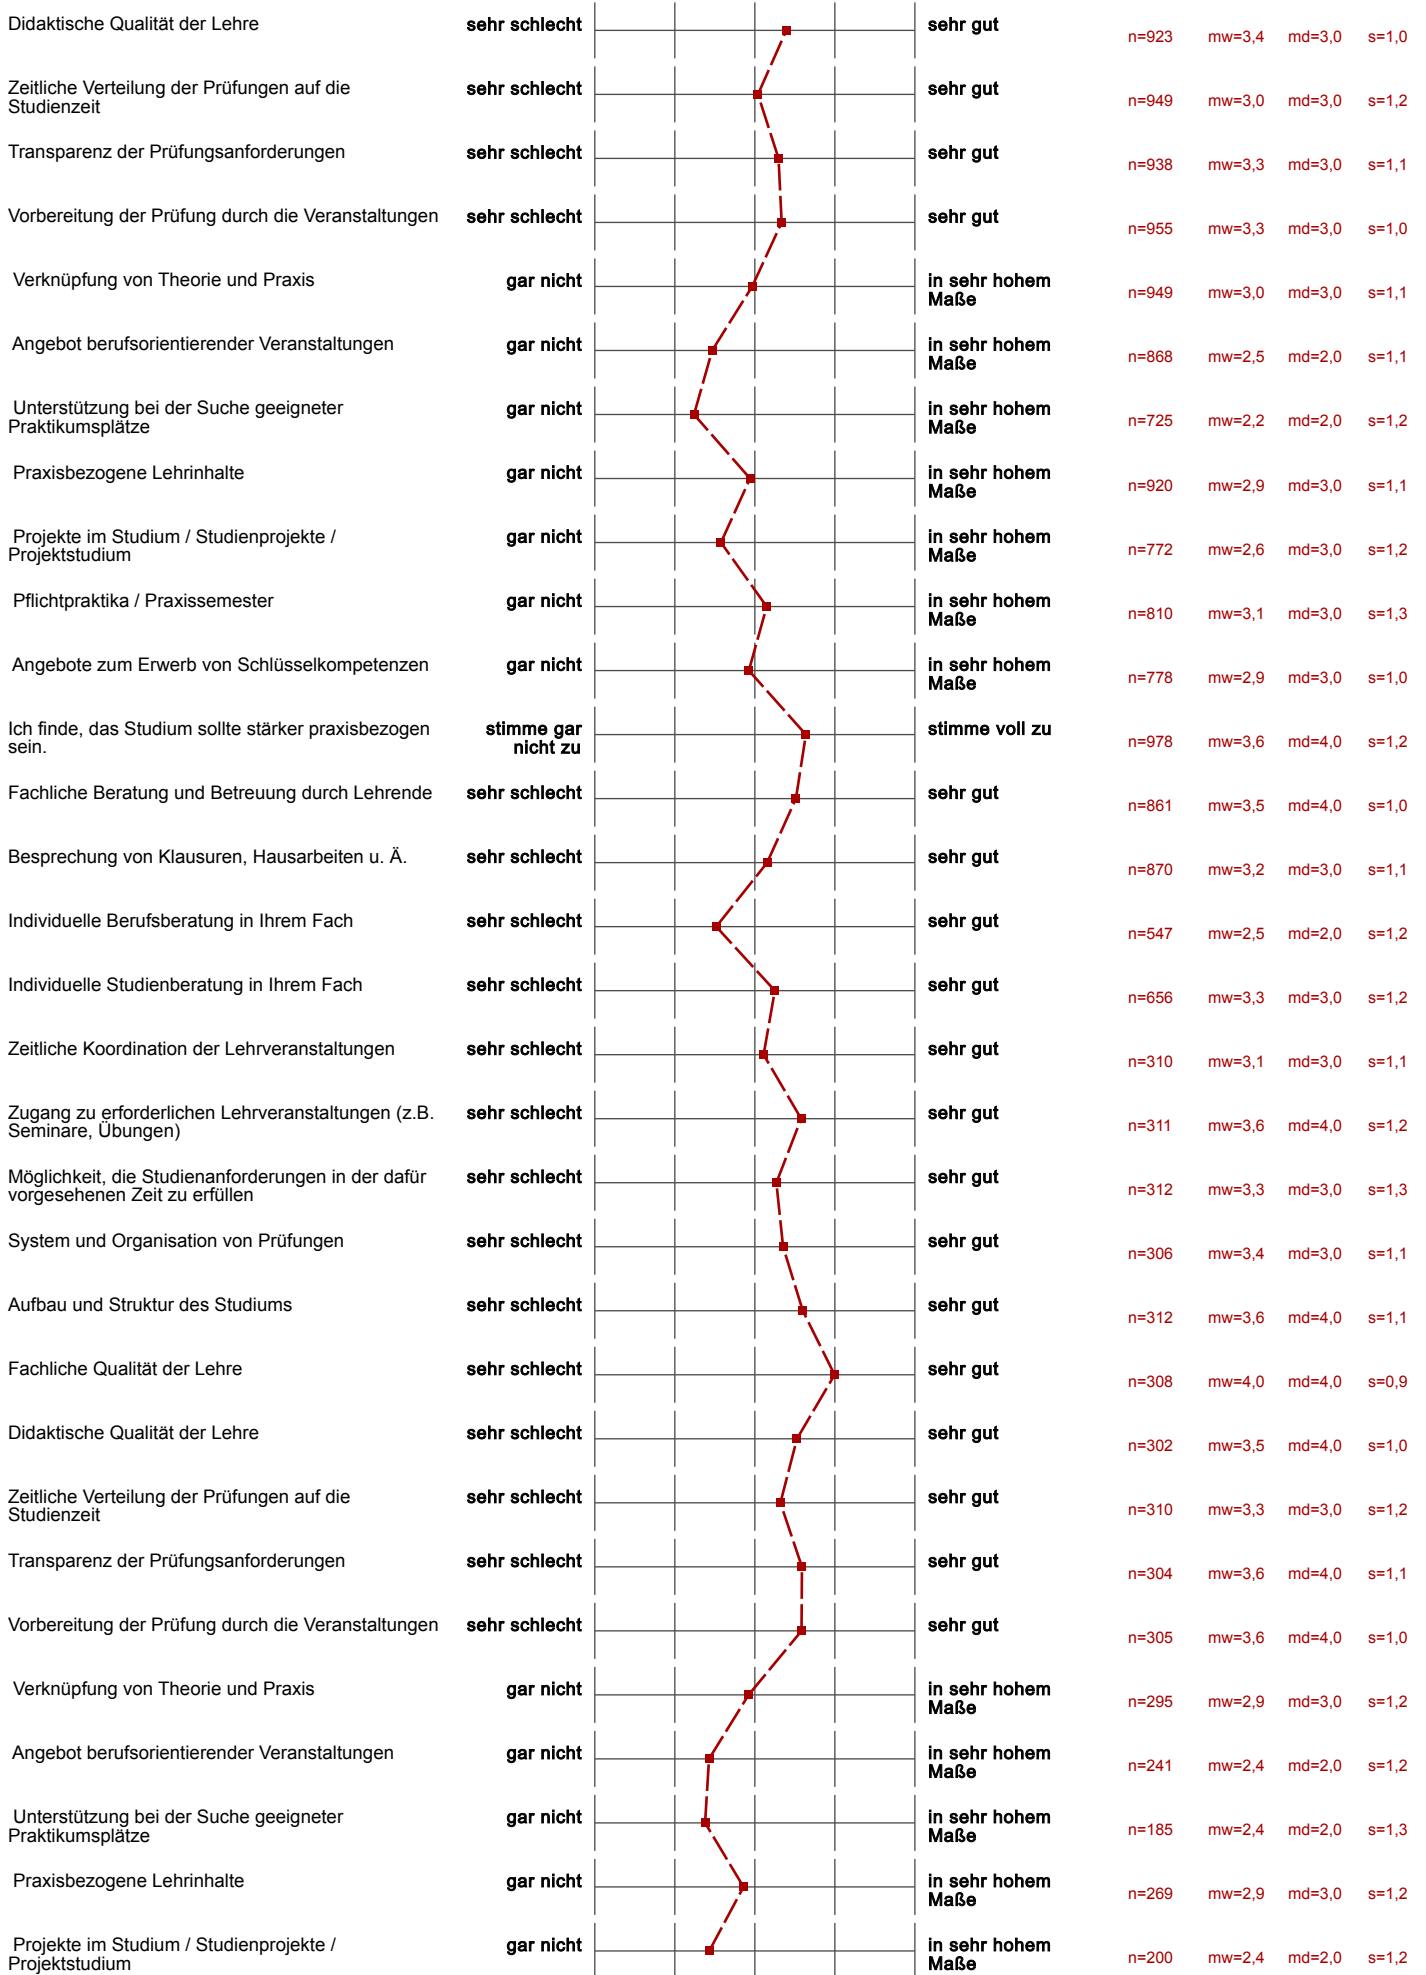 Didaktische Qualität der Lehre sehr schlecht sehr gut n=923 mw=3,4 md=3,0 s=1,0
Zeitliche Verteilung der Prüfungen auf die sehr schlecht sehr gut n=949 mw=3,0 md=3,0 s=1,2
Studienzeit
Transparenz der Prüfungsanforderungen sehr schlecht sehr gut n=938 mw=3,3 md=3,0 s=1,1
Vorbereitung der Prüfung durch die Veranstaltungen sehr schlecht sehr gut n=955 mw=3,3 md=3,0 s=1,0
Verknüpfung von Theorie und Praxis gar nicht in sehr hohem n=949 mw=3,0 md=3,0 s=1,1
Maße
Angebot berufsorientierender Veranstaltungen gar nicht in sehr hohem n=868 mw=2,5 md=2,0 s=1,1
Maße
Unterstützung bei der Suche geeigneter gar nicht in sehr hohem n=725 mw=2,2 md=2,0 s=1,2
Praktikumsplätze Maße
Praxisbezogene Lehrinhalte gar nicht in sehr hohem n=920 mw=2,9 md=3,0 s=1,1
Maße
Projekte im Studium / Studienprojekte / gar nicht in sehr hohem n=772 mw=2,6 md=3,0 s=1,2
Projektstudium Maße
Pflichtpraktika / Praxissemester gar nicht in sehr hohem n=810 mw=3,1 md=3,0 s=1,3
Maße
Angebote zum Erwerb von Schlüsselkompetenzen gar nicht in sehr hohem n=778 mw=2,9 md=3,0 s=1,0
Maße
Ich finde, das Studium sollte stärker praxisbezogen stimme gar stimme voll zu n=978 mw=3,6 md=4,0 s=1,2
sein. nicht zu
Fachliche Beratung und Betreuung durch Lehrende sehr schlecht sehr gut n=861 mw=3,5 md=4,0 s=1,0
Besprechung von Klausuren, Hausarbeiten u. Ä. sehr schlecht sehr gut n=870 mw=3,2 md=3,0 s=1,1
Individuelle Berufsberatung in Ihrem Fach sehr schlecht sehr gut n=547 mw=2,5 md=2,0 s=1,2
Individuelle Studienberatung in Ihrem Fach sehr schlecht sehr gut n=656 mw=3,3 md=3,0 s=1,2
Zeitliche Koordination der Lehrveranstaltungen sehr schlecht sehr gut n=310 mw=3,1 md=3,0 s=1,1
Zugang zu erforderlichen Lehrveranstaltungen (z.B. sehr schlecht sehr gut n=311 mw=3,6 md=4,0 s=1,2
Seminare, Übungen)
Möglichkeit, die Studienanforderungen in der dafür sehr schlecht sehr gut n=312 mw=3,3 md=3,0 s=1,3
vorgesehenen Zeit zu erfüllen
System und Organisation von Prüfungen sehr schlecht sehr gut n=306 mw=3,4 md=3,0 s=1,1
Aufbau und Struktur des Studiums sehr schlecht sehr gut n=312 mw=3,6 md=4,0 s=1,1
Fachliche Qualität der Lehre sehr schlecht sehr gut n=308 mw=4,0 md=4,0 s=0,9
Didaktische Qualität der Lehre sehr schlecht sehr gut n=302 mw=3,5 md=4,0 s=1,0
Zeitliche Verteilung der Prüfungen auf die sehr schlecht sehr gut n=310 mw=3,3 md=3,0 s=1,2
Studienzeit
Transparenz der Prüfungsanforderungen sehr schlecht sehr gut n=304 mw=3,6 md=4,0 s=1,1
Vorbereitung der Prüfung durch die Veranstaltungen sehr schlecht sehr gut n=305 mw=3,6 md=4,0 s=1,0
Verknüpfung von Theorie und Praxis gar nicht in sehr hohem n=295 mw=2,9 md=3,0 s=1,2
Maße
Angebot berufsorientierender Veranstaltungen gar nicht in sehr hohem n=241 mw=2,4 md=2,0 s=1,2
Maße
Unterstützung bei der Suche geeigneter gar nicht in sehr hohem n=185 mw=2,4 md=2,0 s=1,3
Praktikumsplätze Maße
Praxisbezogene Lehrinhalte gar nicht in sehr hohem n=269 mw=2,9 md=3,0 s=1,2
Maße
Projekte im Studium / Studienprojekte / gar nicht in sehr hohem n=200 mw=2,4 md=2,0 s=1,2
Projektstudium Maße